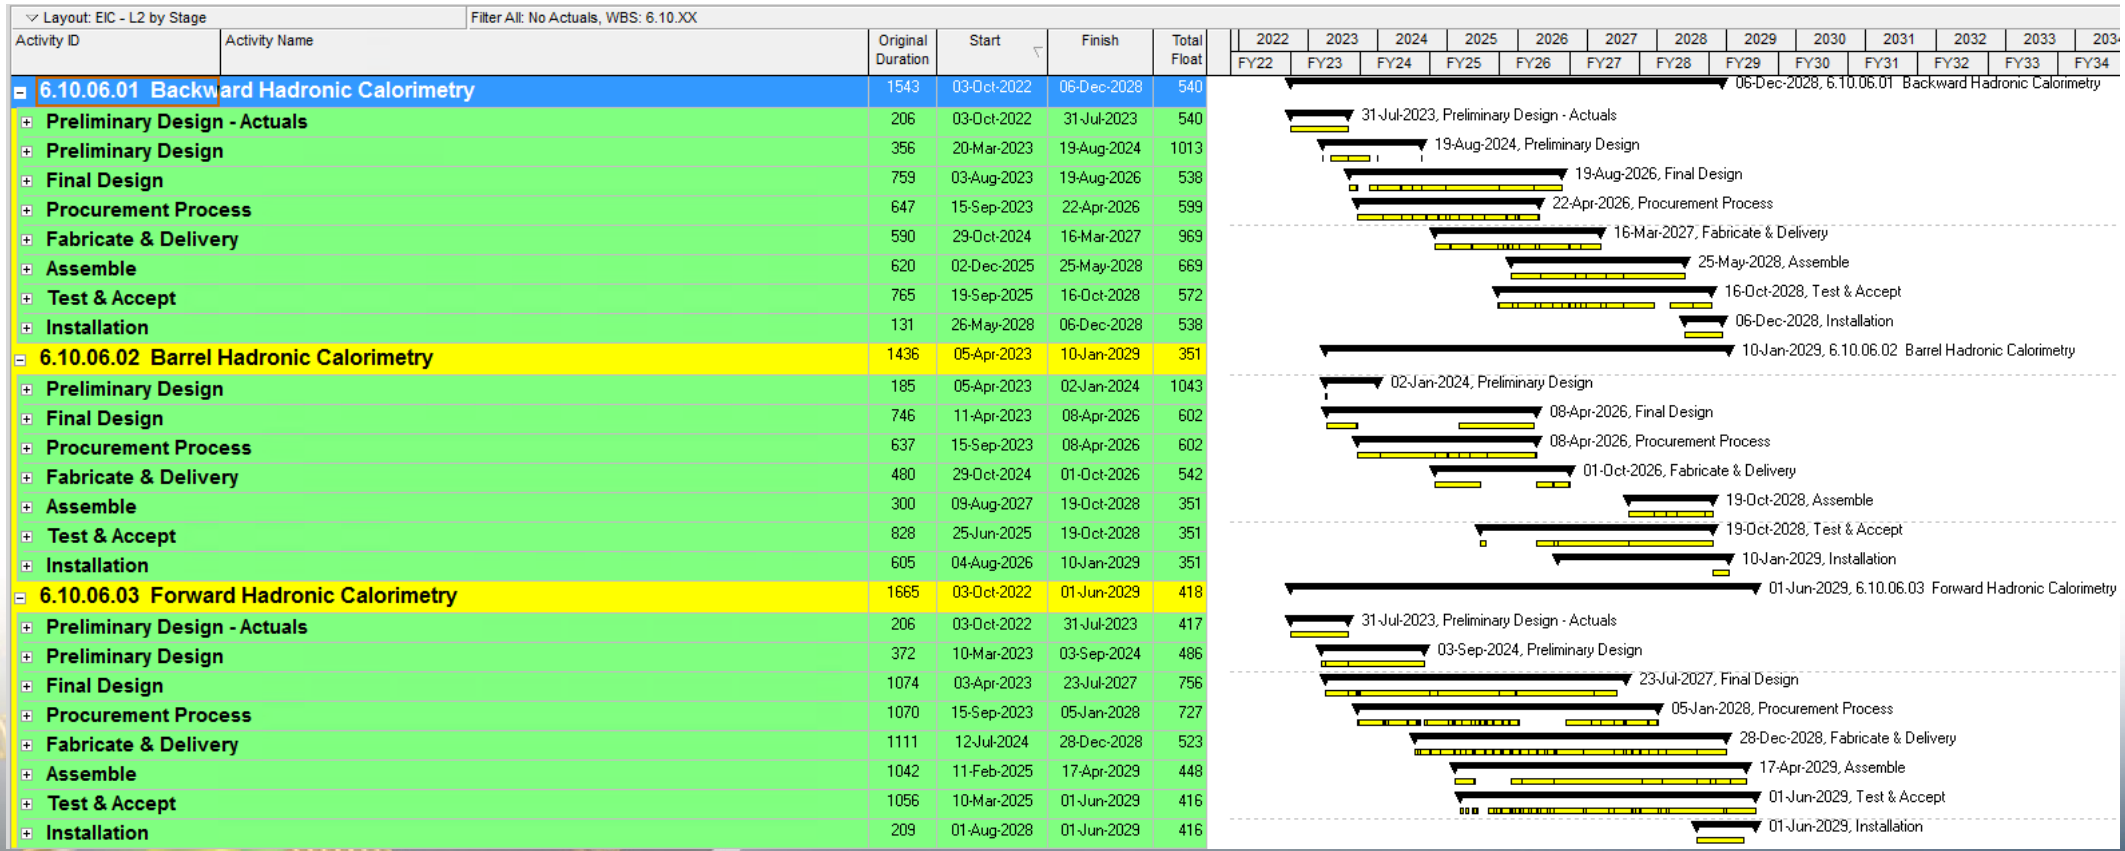 Layout: EIC - L2 by Stage Filter All: No Actuals, WBS: 6.10.XX
Activity ID Activity Name Original Duration Start Finish Total Float 2022 2023 2024 2025 2026 2027 2028 2029 2030 2031 2032 2033 203
FY22 FY23 FY24 FY25 FY26 FY27 FY28 FY29 FY30 FY31 FY32 FY33 FY34
6.10.06.01 Backward Hadronic Calorimetry 1543 03-Oct-2022 06-Dec-2028 540 06-Dec-2028, 6.10.06.01 Backward Hadronic Calorimetry
Preliminary Design - Actuals 206 03-Oct-2022 31-Jul-2023 540 31-Jul-2023, Preliminary Design - Actuals
Preliminary Design 356 20-Mar-2023 19-Aug-2024 1013 19-Aug-2024, Preliminary Design
Final Design 759 03-Aug-2023 19-Aug-2026 538 19-Aug-2026, Final Design
Procurement Process 647 15-Sep-2023 22-Apr-2026 599 22-Apr-2026, Procurement Process
Fabricate & Delivery 590 29-Oct-2024 16-Mar-2027 969 16-Mar-2027, Fabricate & Delivery
Assemble 620 02-Dec-2025 25-May-2028 669 25-May-2028, Assemble
Test & Accept 765 19-Sep-2025 16-Oct-2028 572 16-Oct-2028, Test & Accept
Installation 131 26-May-2028 06-Dec-2028 538 06-Dec-2028, Installation
6.10.06.02 Barrel Hadronic Calorimetry 1436 05-Apr-2023 10-Jan-2029 351 10-Jan-2029, 6.10.06.02 Barrel Hadronic Calorimetry
Preliminary Design 185 05-Apr-2023 02-Jan-2024 1043 02-Jan-2024, Preliminary Design
Final Design 746 11-Apr-2023 08-Apr-2026 602 08-Apr-2026, Final Design
Procurement Process 637 15-Sep-2023 08-Apr-2026 602 08-Apr-2026, Procurement Process
Fabricate & Delivery 480 29-Oct-2024 01-Oct-2026 542 01-Oct-2026, Fabricate & Delivery
Assemble 300 09-Aug-2027 19-Oct-2028 351 19-Oct-2028, Assemble
Test & Accept 828 25-Jun-2025 19-Oct-2028 351 19-Oct-2028, Test & Accept
Installation 605 04-Aug-2026 10-Jan-2029 351 10-Jan-2029, Installation
6.10.06.03 Forward Hadronic Calorimetry 1665 03-Oct-2022 01-Jun-2029 418 01-Jun-2029, 6.10.06.03 Forward Hadronic Calorimetry
Preliminary Design - Actuals 206 03-Oct-2022 31-Jul-2023 417 31-Jul-2023, Preliminary Design - Actuals
Preliminary Design 372 10-Mar-2023 03-Sep-2024 486 03-Sep-2024, Preliminary Design
Final Design 1074 03-Apr-2023 23-Jul-2027 756 23-Jul-2027, Final Design
Procurement Process 1070 15-Sep-2023 05-Jan-2028 727 05-Jan-2028, Procurement Process
Fabricate & Delivery 1111 12-Jul-2024 28-Dec-2028 523 28-Dec-2028, Fabricate & Delivery
Assemble 1042 11-Feb-2025 17-Apr-2029 448 17-Apr-2029, Assemble
Test & Accept 1056 10-Mar-2025 01-Jun-2029 416 01-Jun-2029, Test & Accept
Installation 209 01-Aug-2028 01-Jun-2029 416 01-Jun-2029, Installation